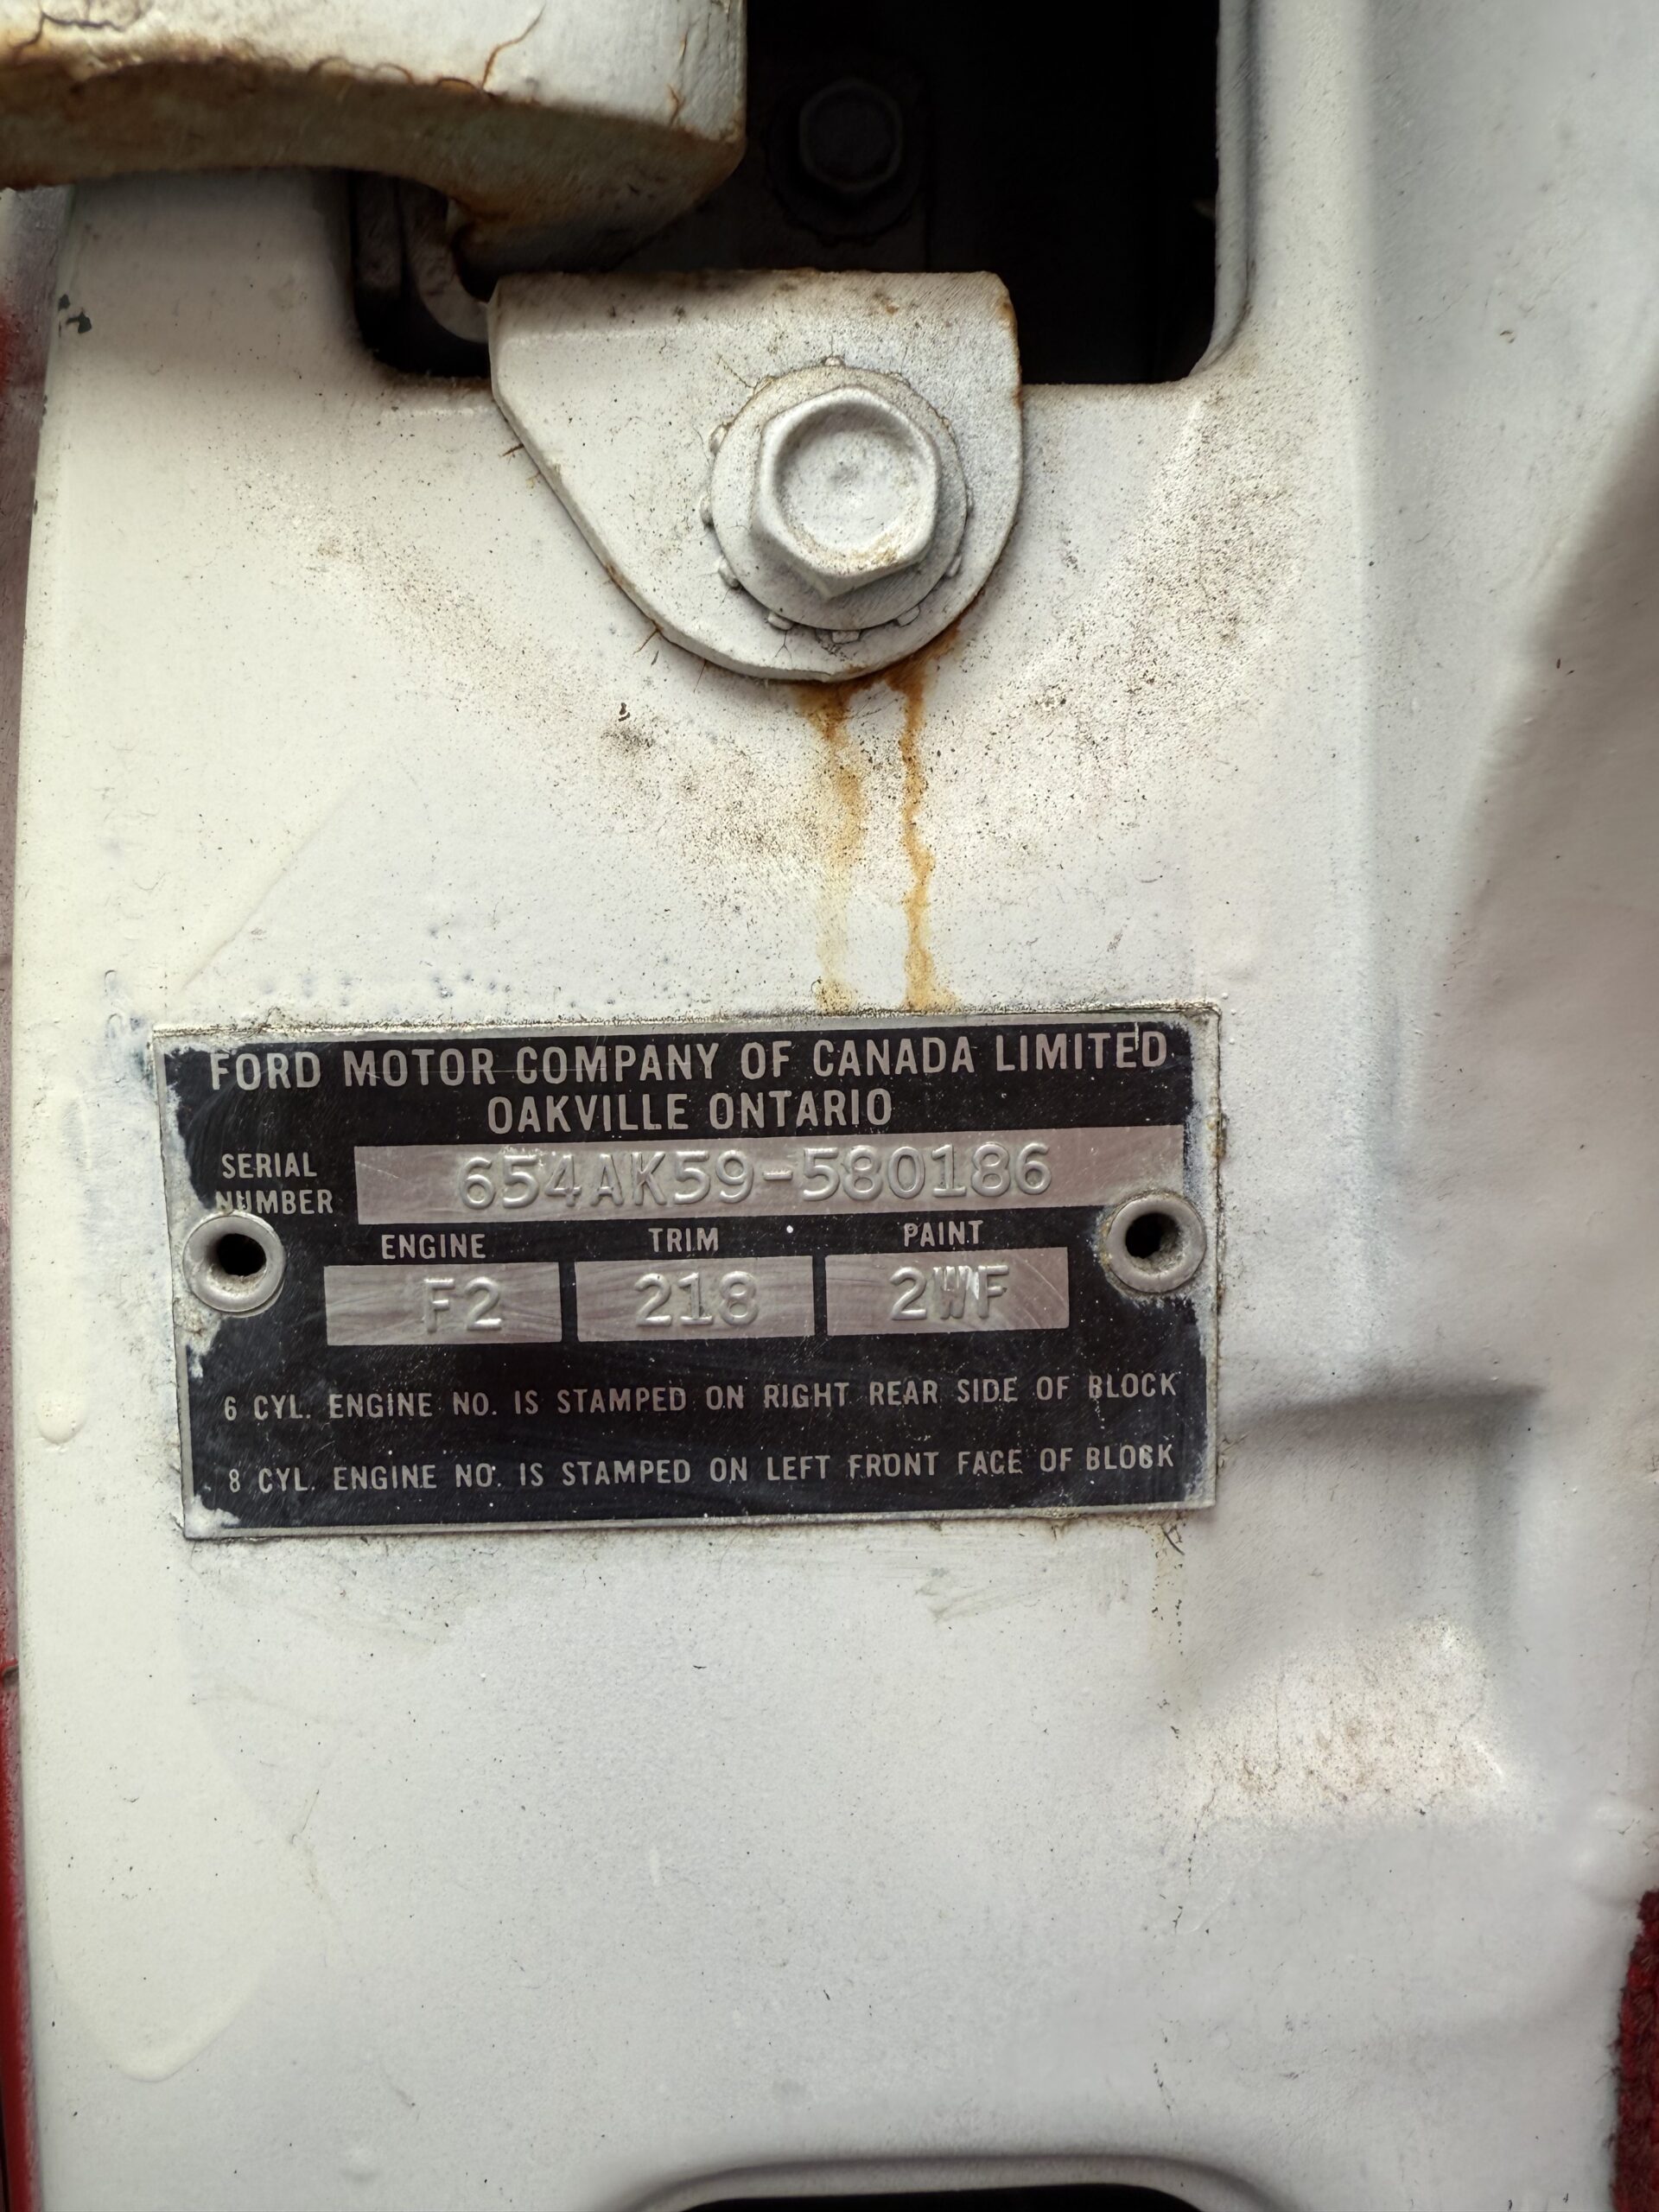 FORD MOTOR COMPANY OF CANADA LIMITED
OAKVILLE ONTARIO
SERIAL NUMBER 654AK59-580186
ENGINE TRIM PAINT
F2 218 2WF
6 CYL. ENGINE NO. IS STAMPED ON RIGHT REAR SIDE OF BLOCK
8 CYL. ENGINE NO. IS STAMPED ON LEFT FRONT FACE OF BLOCK